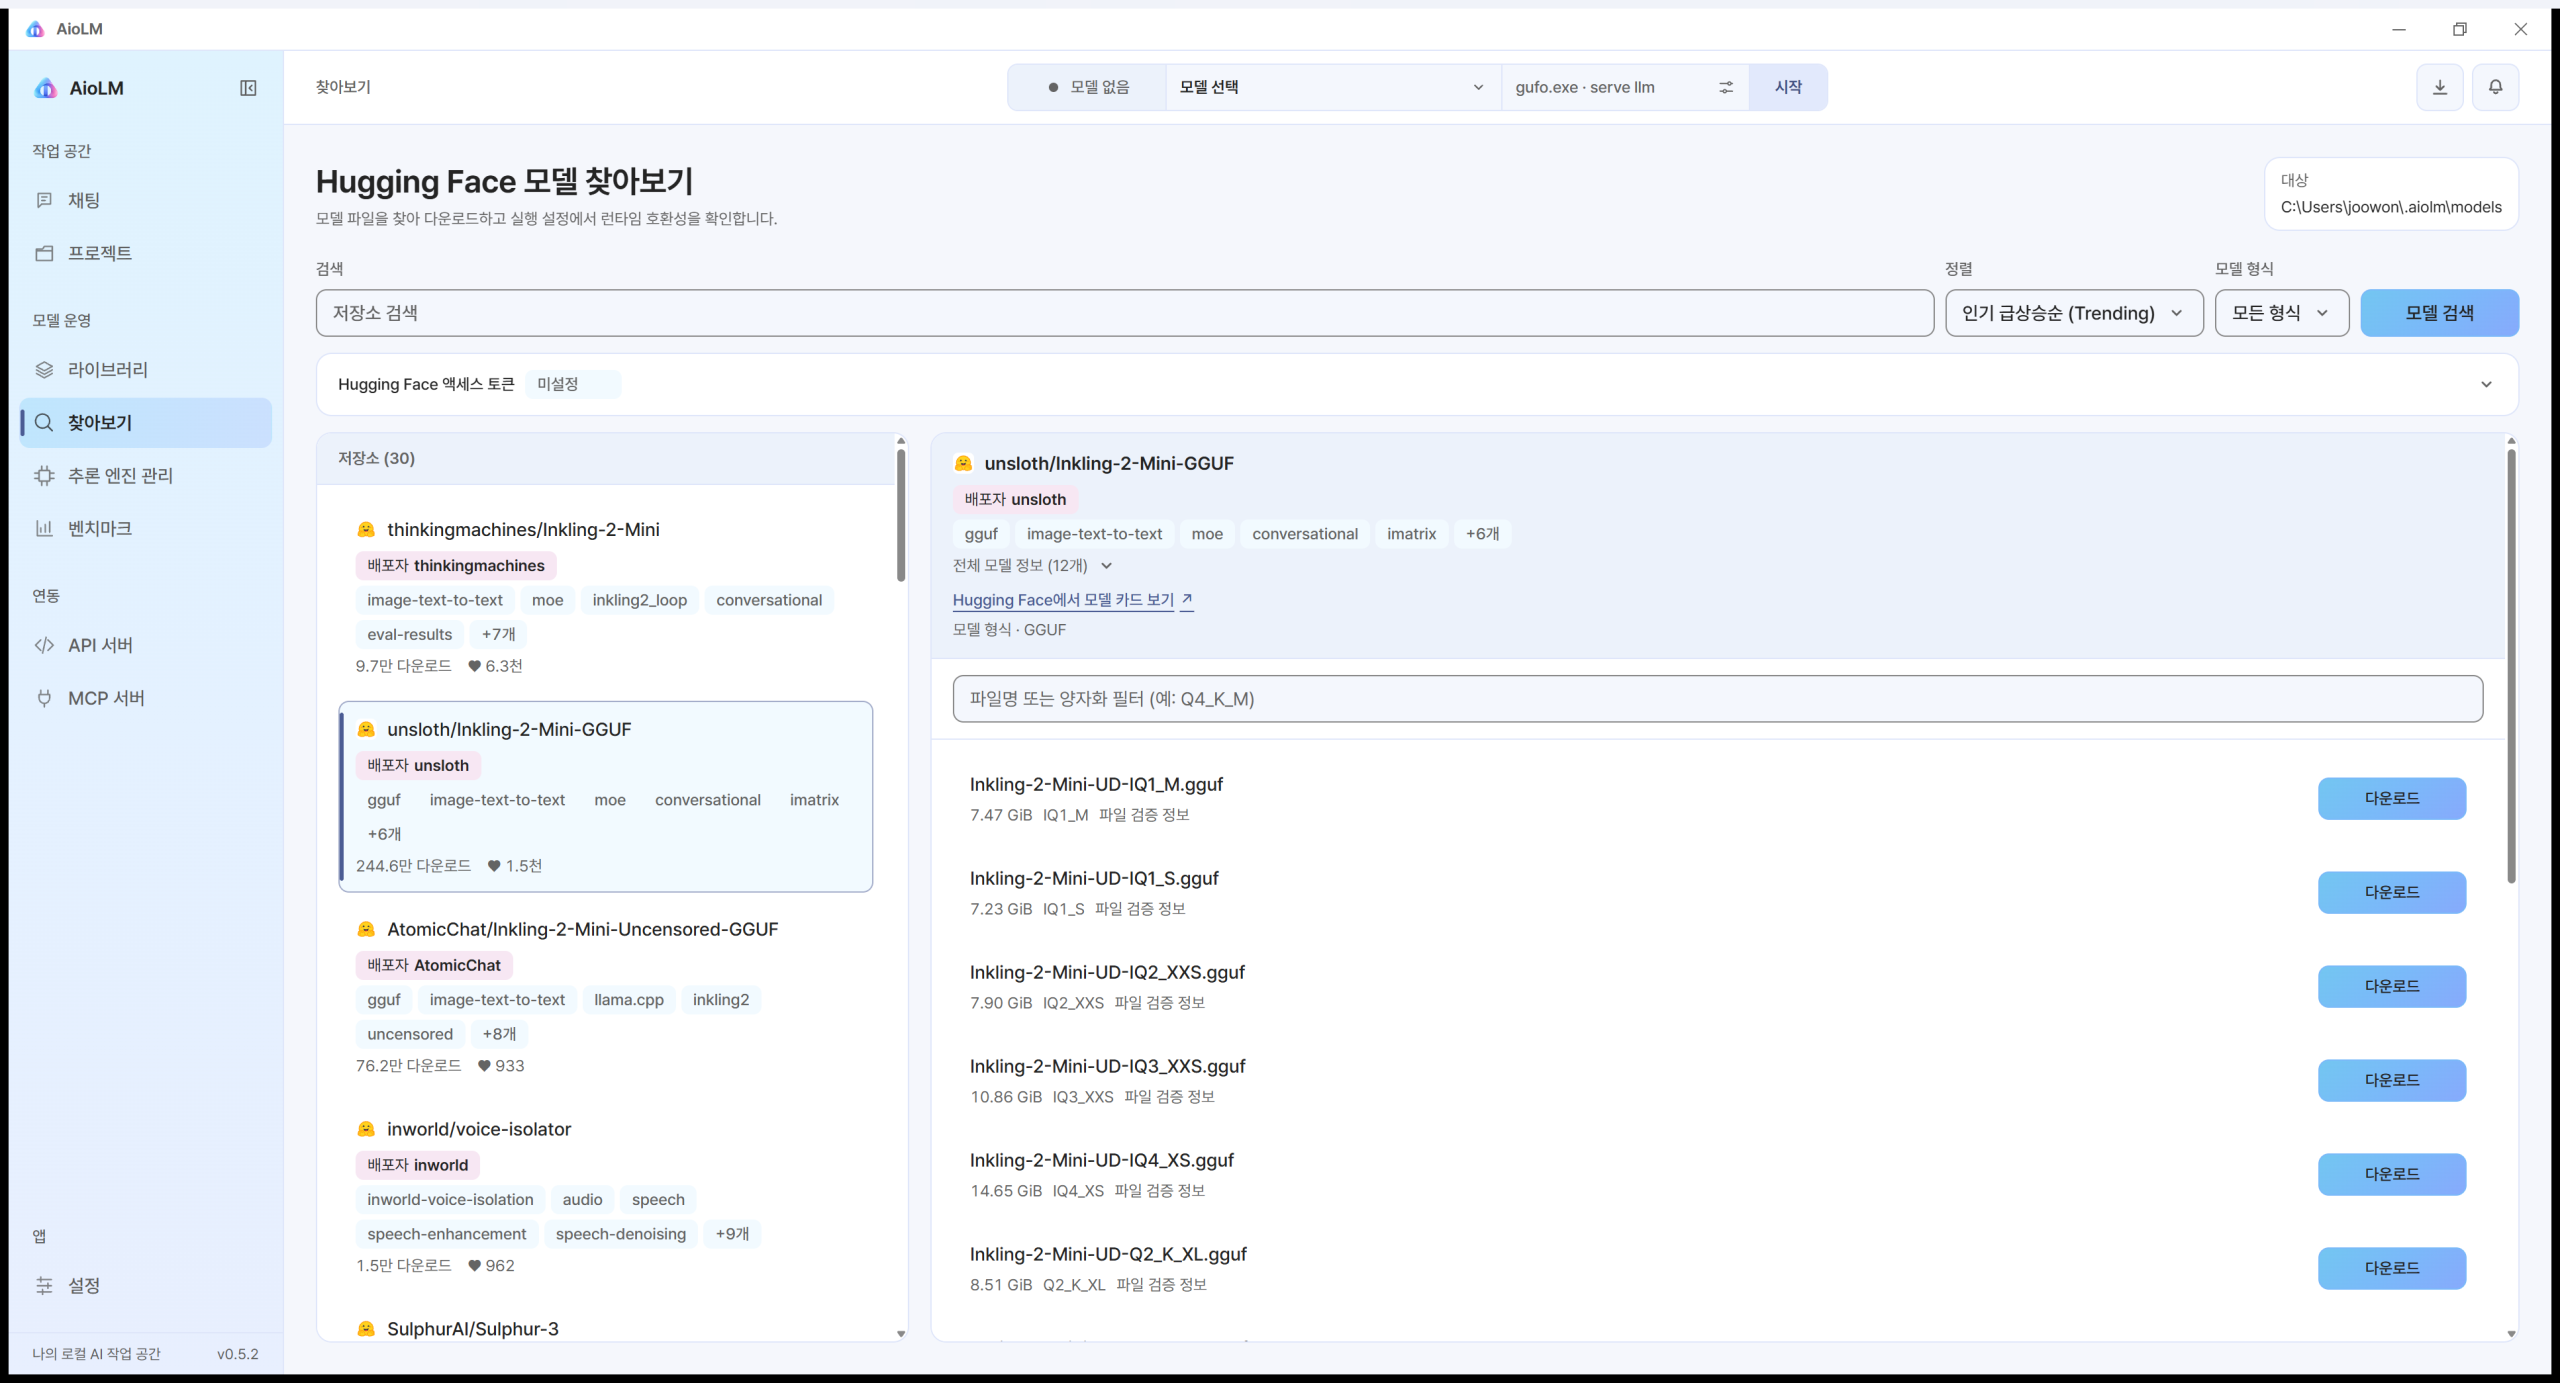 AioLM
AioLM
작업 공간
채팅
프로젝트
모델 운영
라이브러리
찾아보기
추론 엔진 관리
벤치마크
연동
API 서버
MCP 서버
앱
설정
나의 로컬 AI 작업 공간 v0.5.2
찾아보기
모델 없음 모델 선택 gufo.exe · serve llm 시작
Hugging Face 모델 찾아보기
모델 파일을 찾아 다운로드하고 실행 설정에서 런타임 호환성을 확인합니다.
대상
C:\Users\joowon\.aiolm\models
검색 정렬 모델 형식
저장소 검색 인기 급상승순 (Trending) 모든 형식 모델 검색
Hugging Face 액세스 토큰 미설정
저장소 (30)
thinkingmachines/Inkling-2-Mini
배포자 thinkingmachines
image-text-to-text moe inkling2_loop conversational
eval-results +7개
9.7만 다운로드 ♥ 6.3천
unsloth/Inkling-2-Mini-GGUF
배포자 unsloth
gguf image-text-to-text moe conversational imatrix
+6개
244.6만 다운로드 ♥ 1.5천
AtomicChat/Inkling-2-Mini-Uncensored-GGUF
배포자 AtomicChat
gguf image-text-to-text llama.cpp inkling2
uncensored +8개
76.2만 다운로드 ♥ 933
inworld/voice-isolator
배포자 inworld
inworld-voice-isolation audio speech
speech-enhancement speech-denoising +9개
1.5만 다운로드 ♥ 962
SulphurAI/Sulphur-3
unsloth/Inkling-2-Mini-GGUF
배포자 unsloth
gguf image-text-to-text moe conversational imatrix +6개
전체 모델 정보 (12개)
Hugging Face에서 모델 카드 보기 ↗
모델 형식 · GGUF
파일명 또는 양자화 필터 (예: Q4_K_M)
Inkling-2-Mini-UD-IQ1_M.gguf
7.47 GiB IQ1_M 파일 검증 정보
다운로드
Inkling-2-Mini-UD-IQ1_S.gguf
7.23 GiB IQ1_S 파일 검증 정보
다운로드
Inkling-2-Mini-UD-IQ2_XXS.gguf
7.90 GiB IQ2_XXS 파일 검증 정보
다운로드
Inkling-2-Mini-UD-IQ3_XXS.gguf
10.86 GiB IQ3_XXS 파일 검증 정보
다운로드
Inkling-2-Mini-UD-IQ4_XS.gguf
14.65 GiB IQ4_XS 파일 검증 정보
다운로드
Inkling-2-Mini-UD-Q2_K_XL.gguf
8.51 GiB Q2_K_XL 파일 검증 정보
다운로드